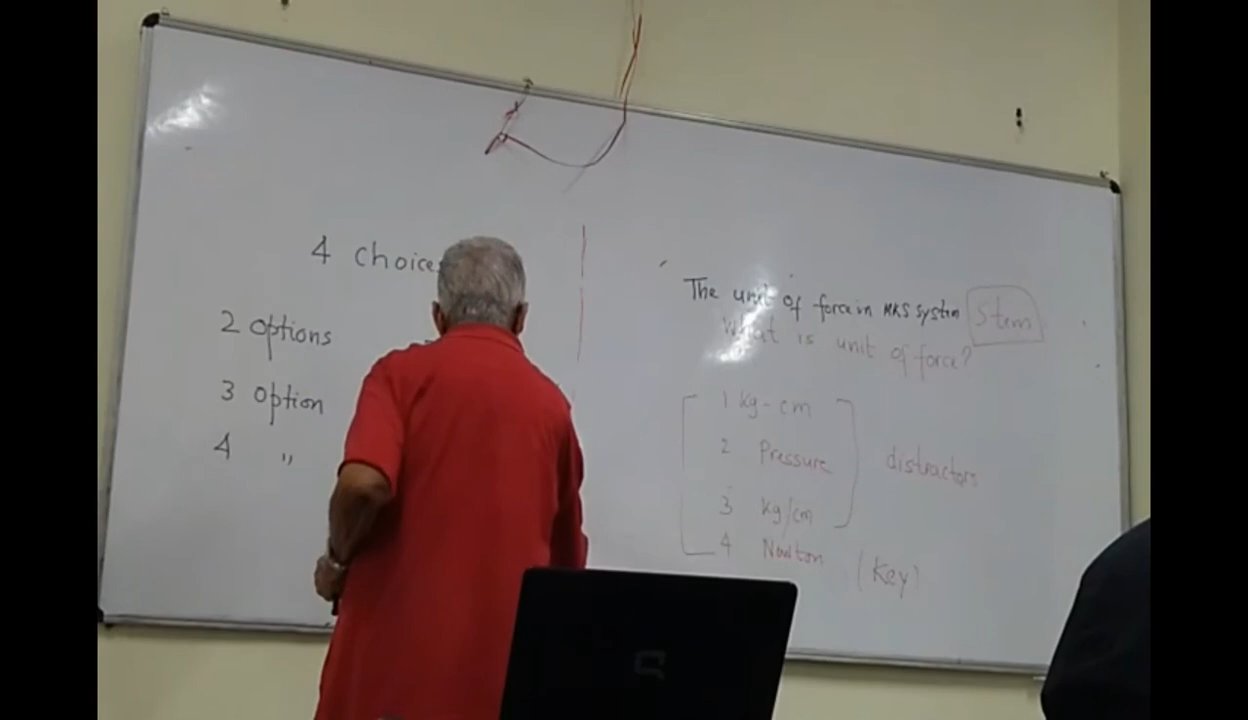 4 Choices
2 options
3 option
4 "
The unit of force in MKS system
Stem
What is unit of force?
1 kg-cm
2 Pressure
distractors
3 kg/cm
4 Newton (key)